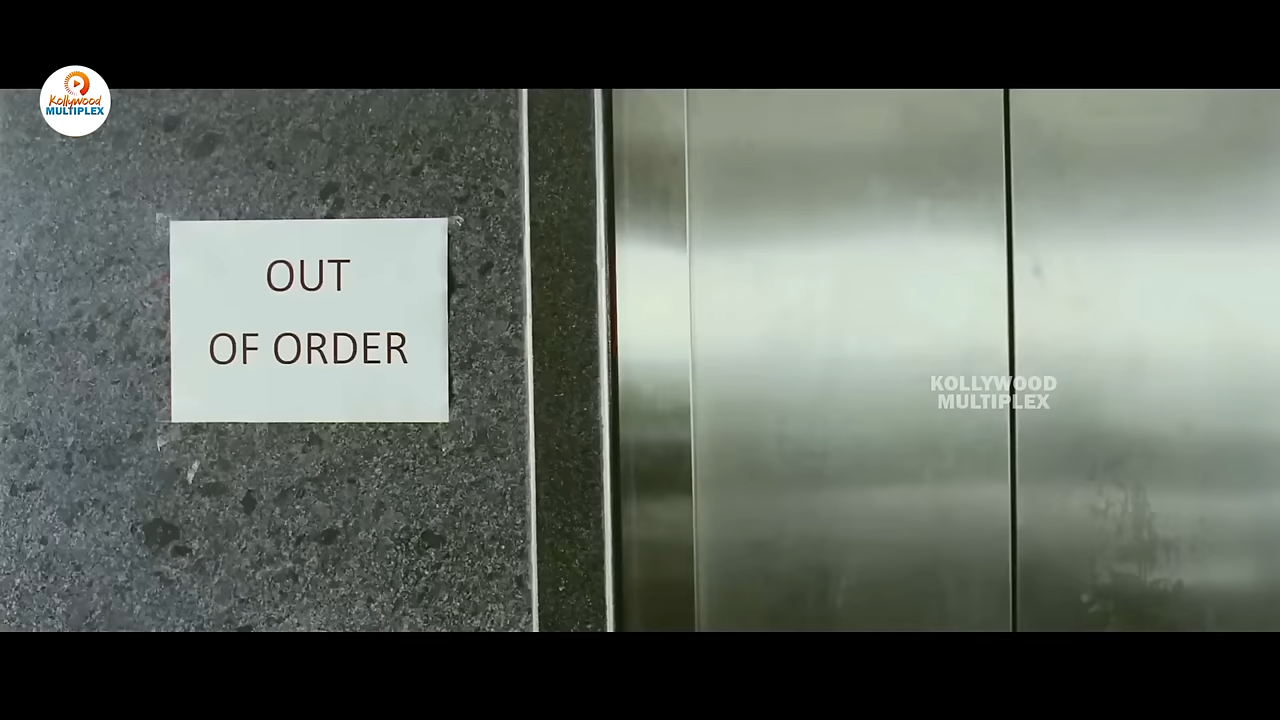 Kollywood
MULTIPLEX
OUT
OF ORDER
KOLLYWOOD
MULTIPLEX